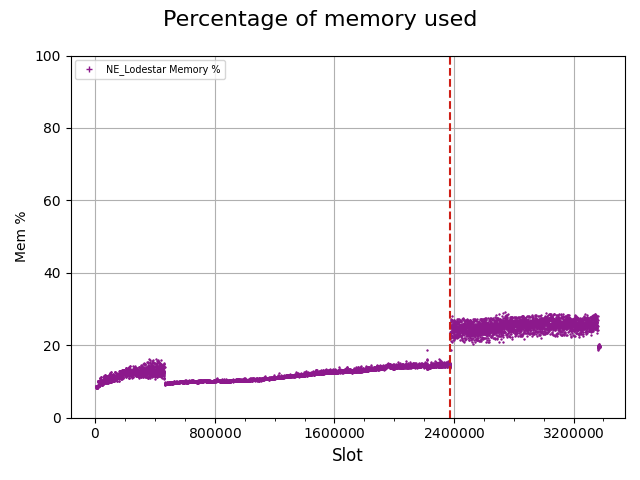 Percentage of memory used
NE_Lodestar Memory %
100
80
60
40
20
0
Mem %
0 800000 1600000 2400000 3200000
Slot